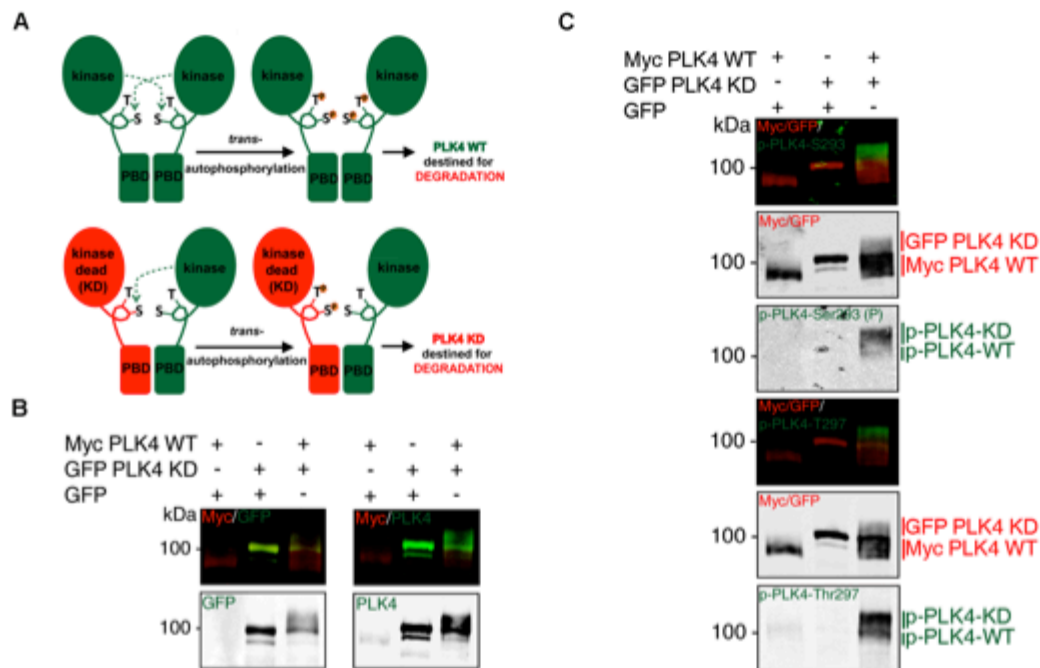 A
kinase kinase
T T
S S
PBD PBD
trans-
autophosphorylation
T P T P
S P S P
PBD PBD
PLK4 WT
destined for
DEGRADATION
kinase
dead
(KD)
kinase
T T
S S
PBD PBD
trans-
autophosphorylation
kinase
dead
(KD)
kinase
T P T
S P S
PBD PBD
PLK4 KD
destined for
DEGRADATION
B
Myc PLK4 WT + - + + - +
GFP PLK4 KD - + + - + +
GFP + + - + + -
kDa
Myc/GFP
Myc/PLK4
100
GFP
PLK4
100
C
Myc PLK4 WT + - +
GFP PLK4 KD - + +
GFP + + -
kDa
Myc/GFP/
p-PLK4-S293
100
Myc/GFP
100
GFP PLK4 KD
Myc PLK4 WT
p-PLK4-Ser293 (P)
100
p-PLK4-KD
p-PLK4-WT
Myc/GFP/
p-PLK4-T297
100
Myc/GFP
100
GFP PLK4 KD
Myc PLK4 WT
p-PLK4-Thr297
100
p-PLK4-KD
p-PLK4-WT